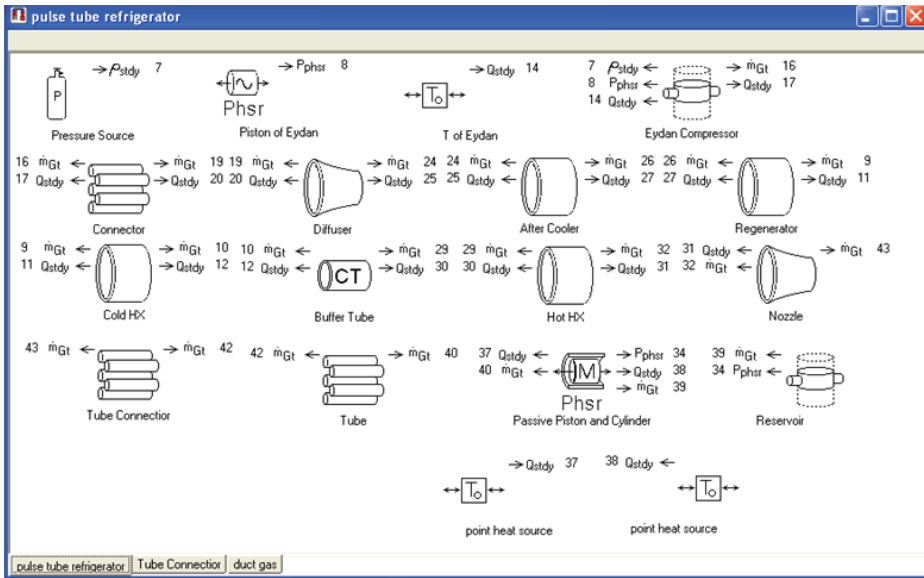 pulse tube refrigerator
ρstdy 7 Pphsr 8 Qstdy 14 7 ρstdy ṁGt 16
8 Pphsr Qstdy 17
14 Qstdy
P Phsr To
Pressure Source Piston of Eydan T of Eydan Eydan Compressor
16 ṁGt ṁGt 19 19 ṁGt ṁGt 24 24 ṁGt ṁGt 26 26 ṁGt ṁGt 9
17 Qstdy Qstdy 20 20 Qstdy Qstdy 25 25 Qstdy Qstdy 27 27 Qstdy Qstdy 11
Connector Diffuser After Cooler Regenerator
9 ṁGt ṁGt 10 10 ṁGt ṁGt 29 29 ṁGt ṁGt 32 31 Qstdy ṁGt 43
11 Qstdy Qstdy 12 12 Qstdy CT Qstdy 30 30 Qstdy Qstdy 31 32 ṁGt
Cold HX Buffer Tube Hot HX Nozzle
43 ṁGt ṁGt 42 42 ṁGt ṁGt 40 37 Qstdy Pphsr 34 39 ṁGt
40 ṁGt M Qstdy 38 34 Pphsr
Phsr ṁGt 39
Tube Connectior Tube Passive Piston and Cylinder Reservoir
Qstdy 37 38 Qstdy
To To
point heat source point heat source
pulse tube refrigerator Tube Connectior duct gas